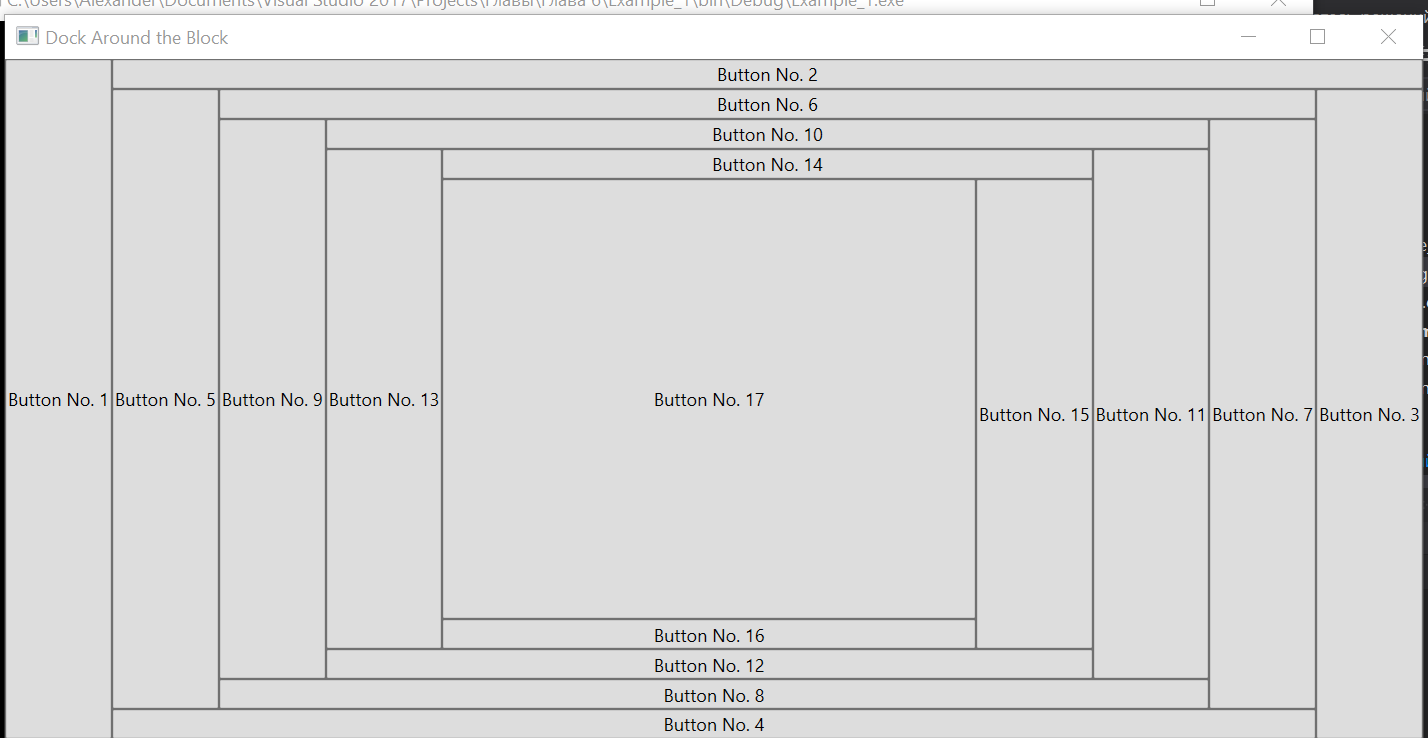 C:\Users\Alexander\Documents\Visual Studio 2017\Projects\Главы\Глава 6\Example_1\bin\Debug\Example_1.exe
Dock Around the Block
Button No. 2
Button No. 6
Button No. 10
Button No. 14
Button No. 1
Button No. 5
Button No. 9
Button No. 13
Button No. 17
Button No. 15
Button No. 11
Button No. 7
Button No. 3
Button No. 16
Button No. 12
Button No. 8
Button No. 4